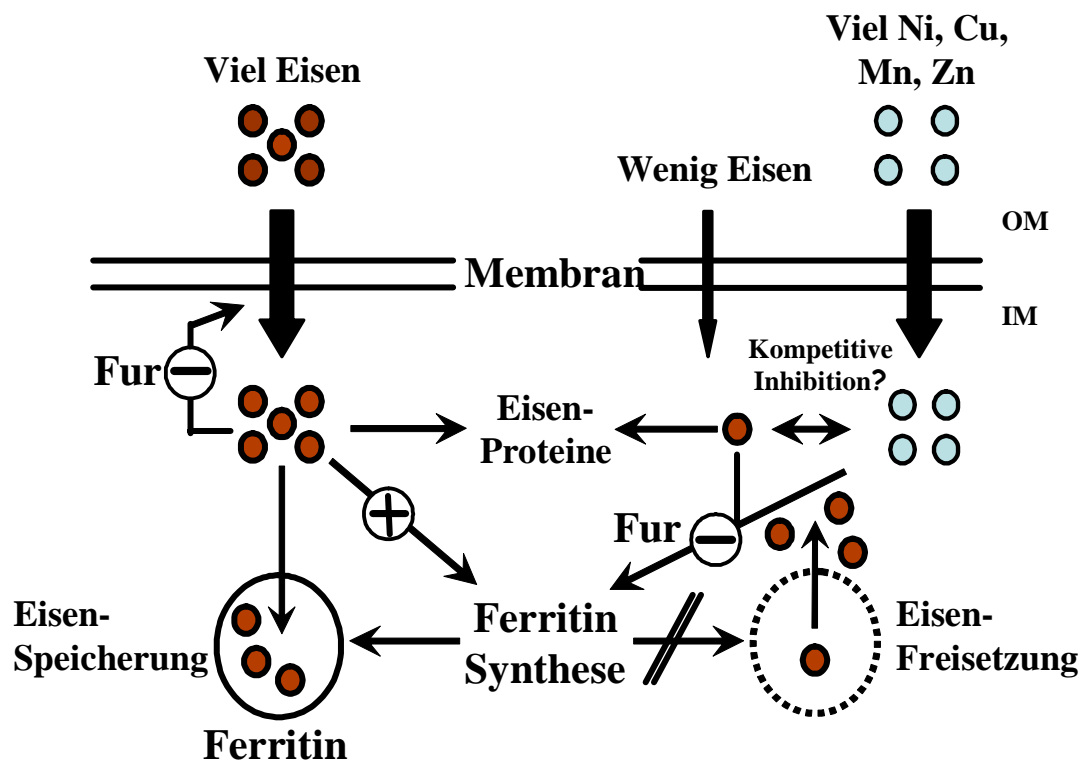 Viel Eisen
Viel Ni, Cu,
Mn, Zn
Wenig Eisen
OM
Membran
IM
Fur
Kompetitive
Inhibition?
Eisen-
Proteine
Fur
Eisen-
Speicherung
Ferritin
Synthese
Eisen-
Freisetzung
Ferritin